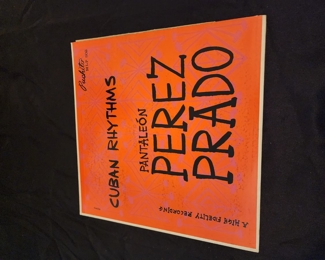 CUBAN RHYTHMS
PANTALEÓN
PEREZ
PRADO
A HIGH FIDELITY RECORDING